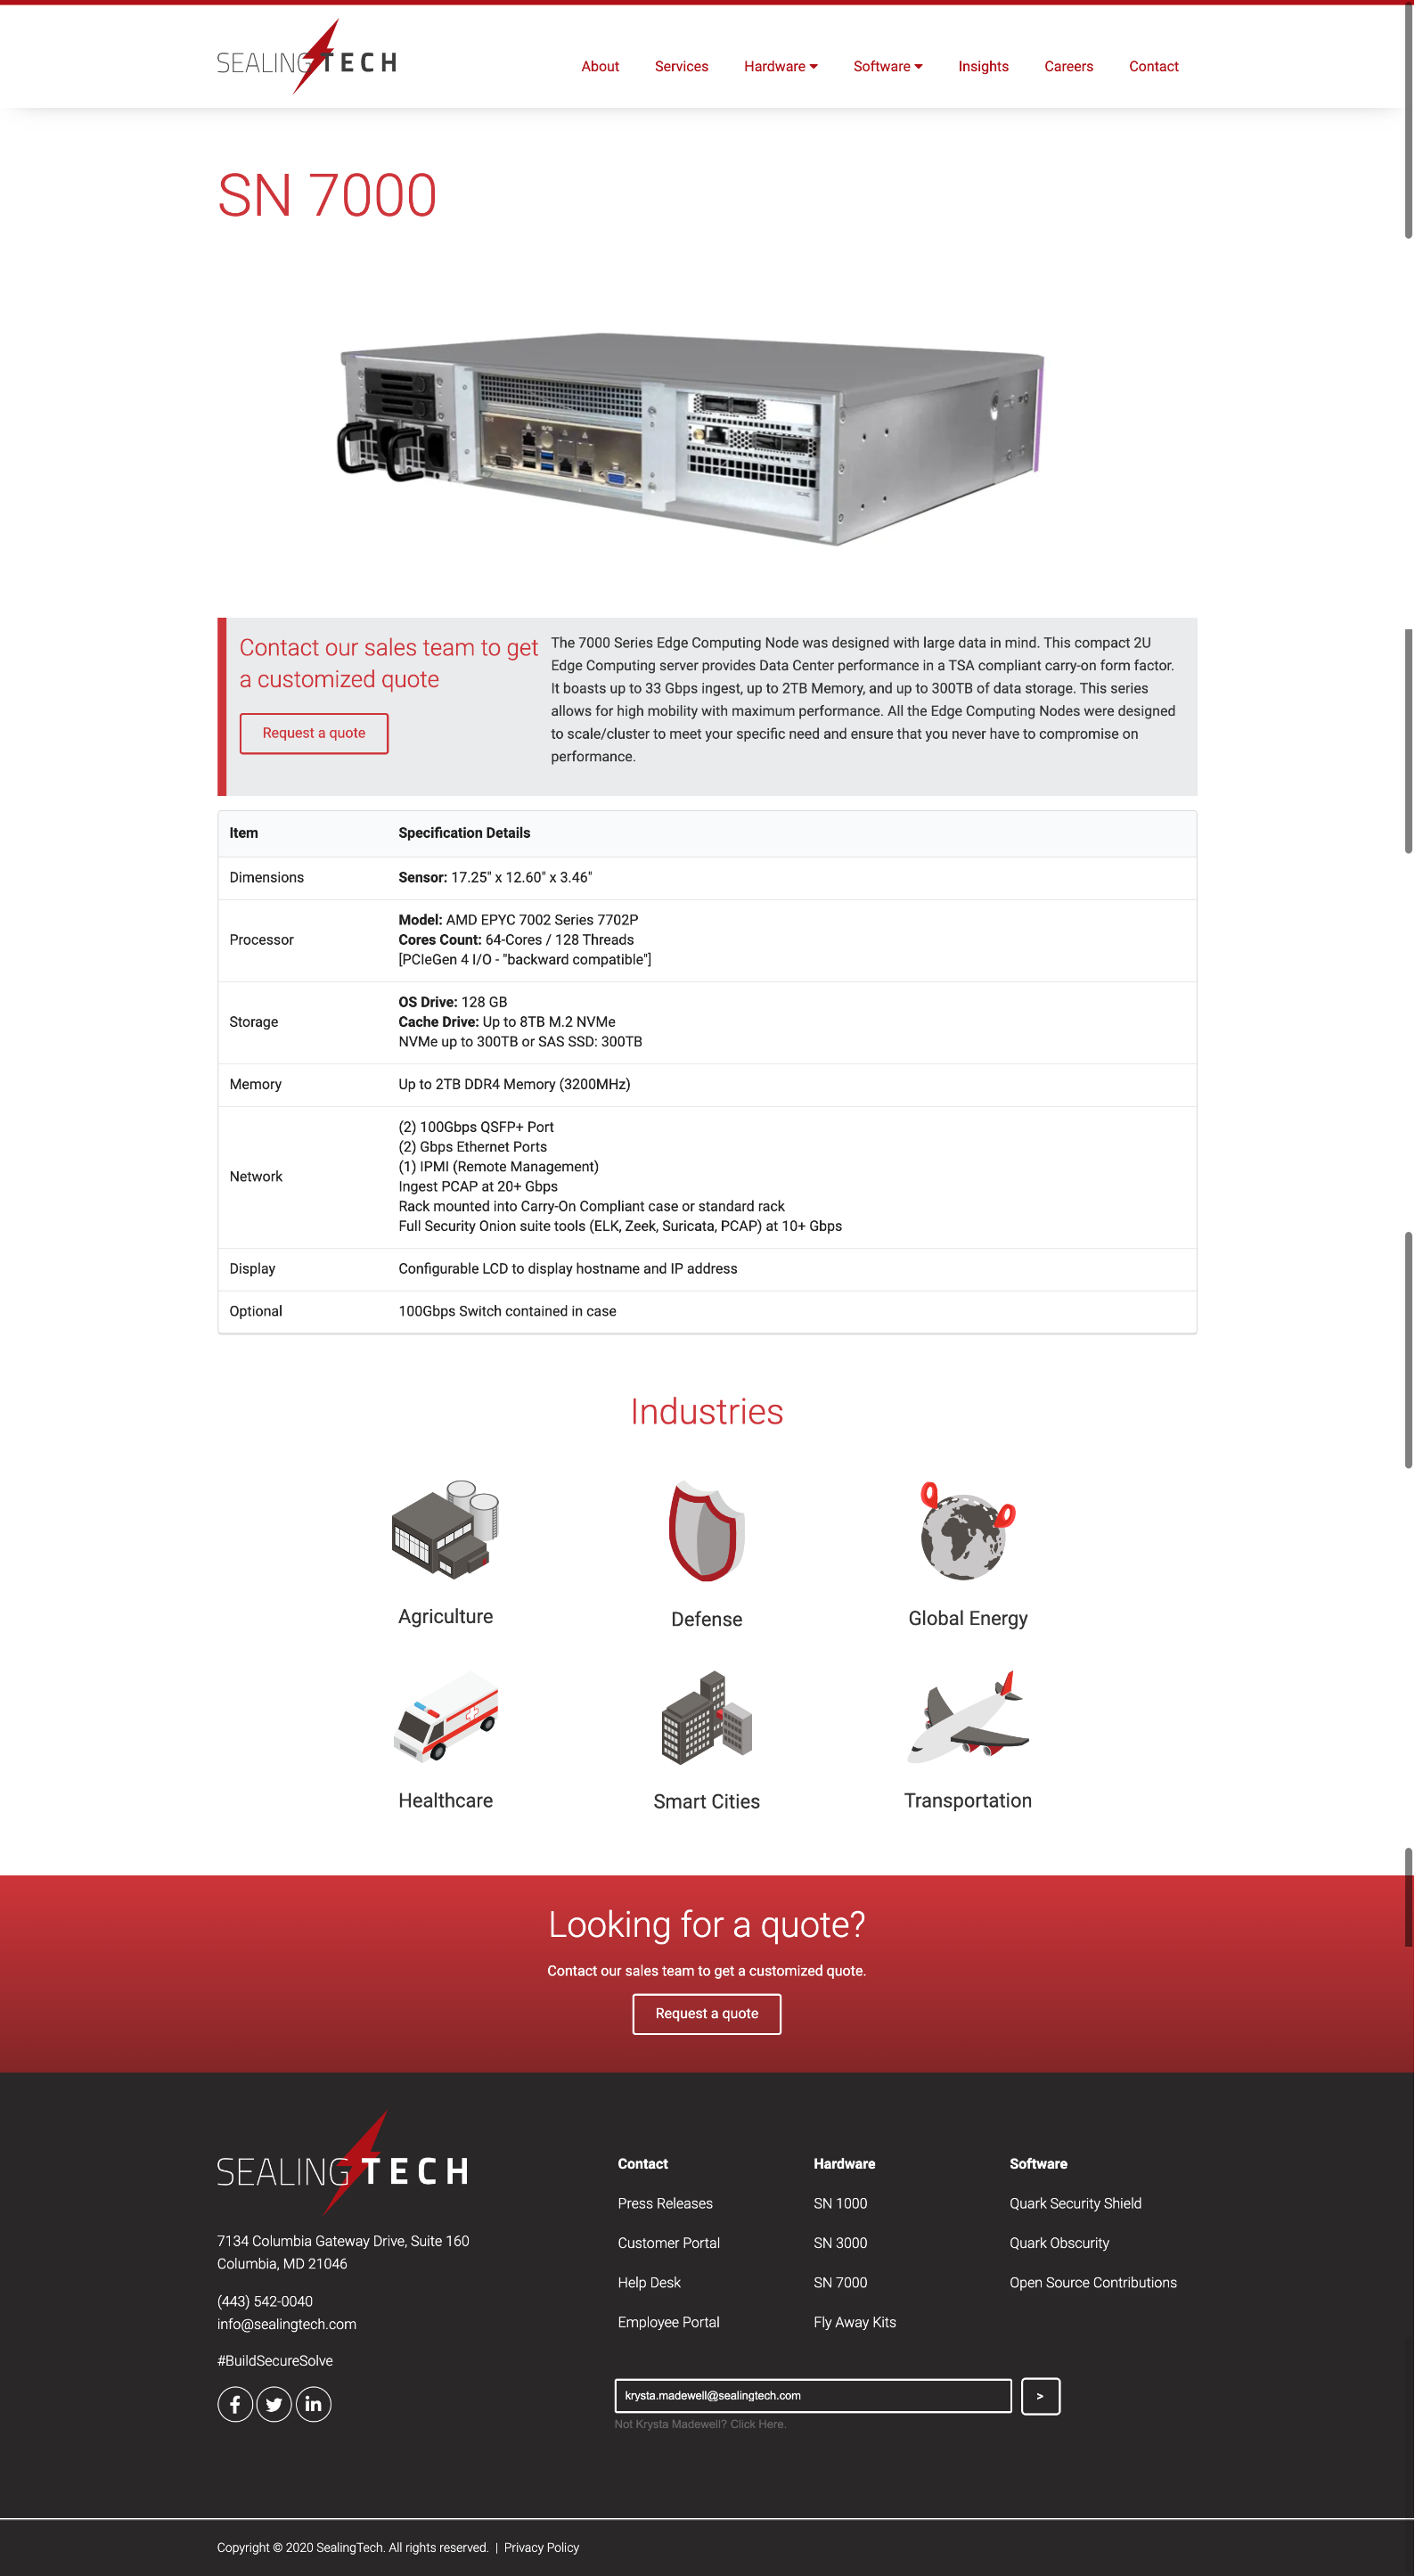 SEALINGTECH
About Services Hardware Software Insights Careers Contact
SN 7000
Contact our sales team to get
a customized quote
Request a quote
The 7000 Series Edge Computing Node was designed with large data in mind. This compact 2U
Edge Computing server provides Data Center performance in a TSA compliant carry-on form factor.
It boasts up to 33 Gbps ingest, up to 2TB Memory, and up to 300TB of data storage. This series
allows for high mobility with maximum performance. All the Edge Computing Nodes were designed
to scale/cluster to meet your specific need and ensure that you never have to compromise on
performance.
Item Specification Details
Dimensions Sensor: 17.25" x 12.60" x 3.46"
Processor
Model: AMD EPYC 7002 Series 7702P
Cores Count: 64-Cores / 128 Threads
[PCIeGen 4 I/O - "backward compatible"]
Storage
OS Drive: 128 GB
Cache Drive: Up to 8TB M.2 NVMe
NVMe up to 300TB or SAS SSD: 300TB
Memory Up to 2TB DDR4 Memory (3200MHz)
Network
(2) 100Gbps QSFP+ Port
(2) Gbps Ethernet Ports
(1) IPMI (Remote Management)
Ingest PCAP at 20+ Gbps
Rack mounted into Carry-On Compliant case or standard rack
Full Security Onion suite tools (ELK, Zeek, Suricata, PCAP) at 10+ Gbps
Display Configurable LCD to display hostname and IP address
Optional 100Gbps Switch contained in case
Industries
Agriculture Defense Global Energy
Healthcare Smart Cities Transportation
Looking for a quote?
Contact our sales team to get a customized quote.
Request a quote
SEALINGTECH
7134 Columbia Gateway Drive, Suite 160
Columbia, MD 21046
(443) 542-0040
info@sealingtech.com
#BuildSecureSolve
Contact
Press Releases
Customer Portal
Help Desk
Employee Portal
Hardware
SN 1000
SN 3000
SN 7000
Fly Away Kits
Software
Quark Security Shield
Quark Obscurity
Open Source Contributions
krysta.madewell@sealingtech.com >
Not Krysta Madewell? Click Here.
Copyright © 2020 SealingTech. All rights reserved. | Privacy Policy